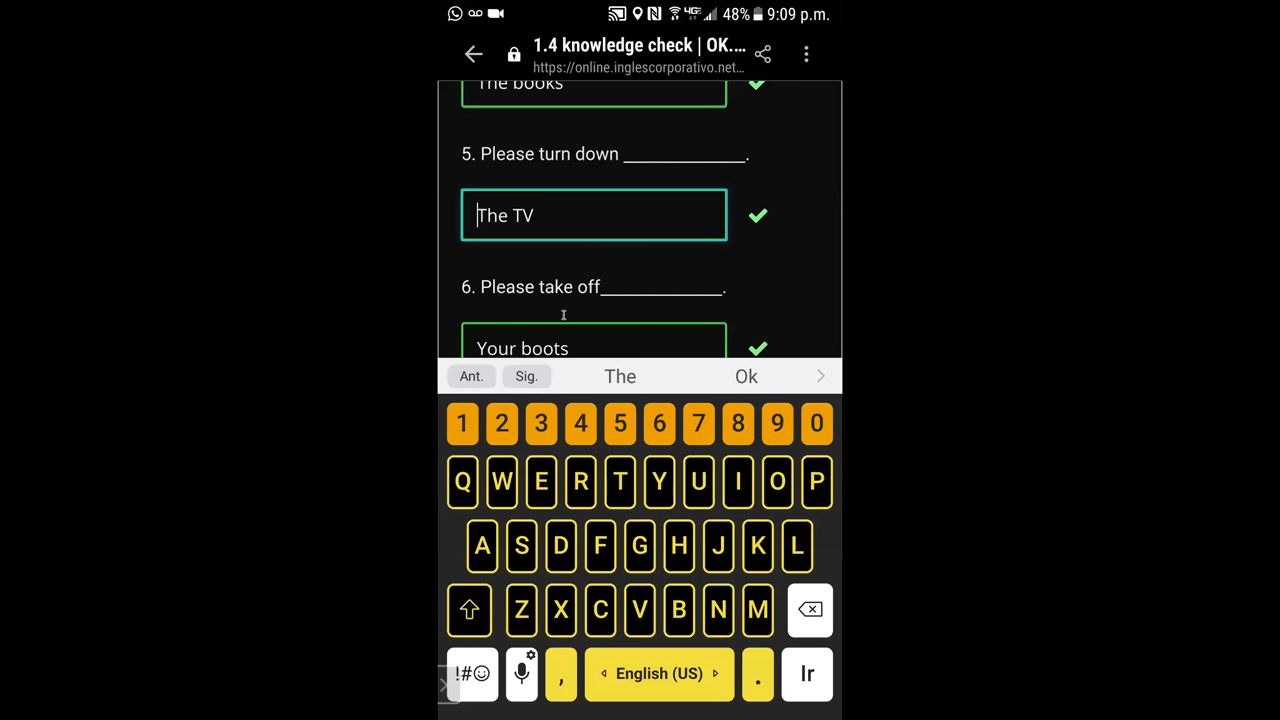 48% 9:09 p.m.
1.4 knowledge check | OK....
https://online.inglescorporativo.net...
The books
5. Please turn down _____________.
The TV
6. Please take off_____________.
Your boots
Ant. Sig. The Ok
1 2 3 4 5 6 7 8 9 0
Q W E R T Y U I O P
A S D F G H J K L
Z X C V B N M
!#☺ , English (US) . Ir